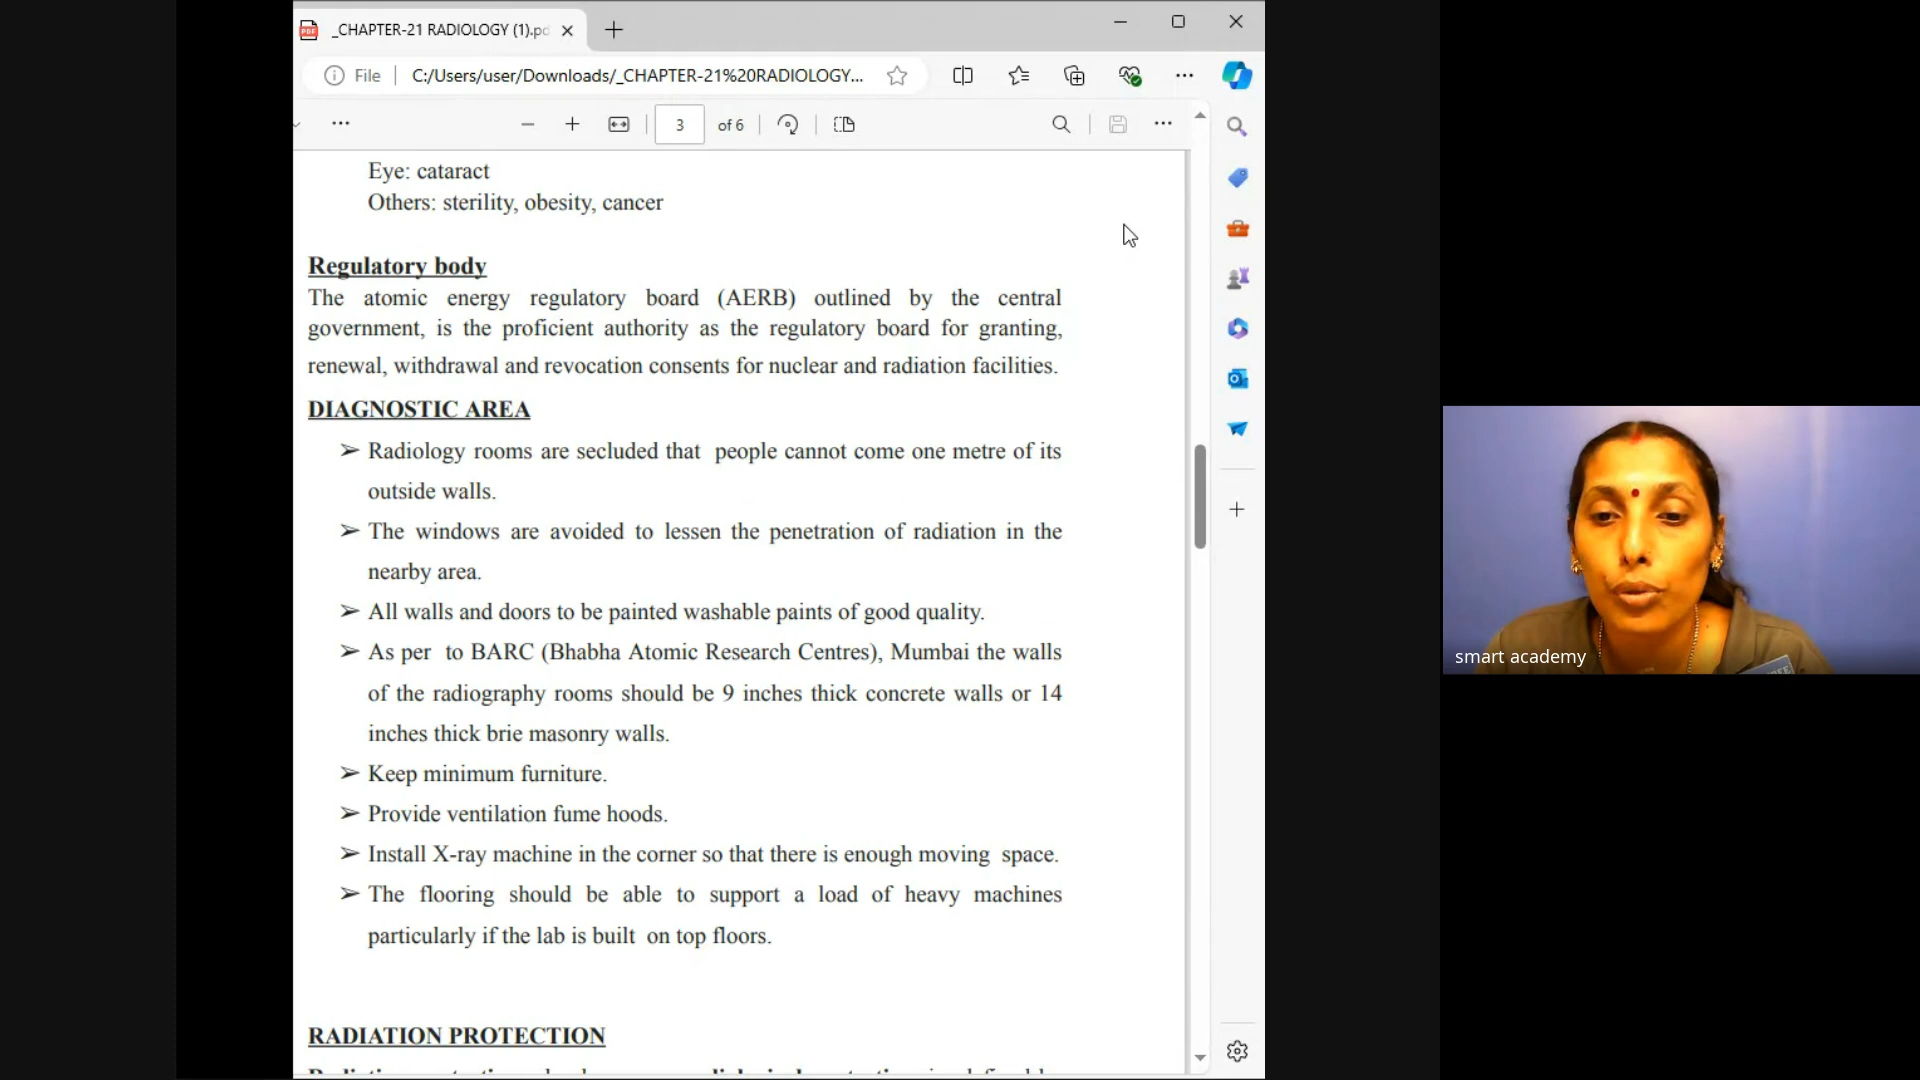 _CHAPTER-21 RADIOLOGY (1).pd
File
C:/Users/user/Downloads/_CHAPTER-21%20RADIOLOGY...
3 of 6
Eye: cataract
Others: sterility, obesity, cancer
Regulatory body
The atomic energy regulatory board (AERB) outlined by the central
government, is the proficient authority as the regulatory board for granting,
renewal, withdrawal and revocation consents for nuclear and radiation facilities.
DIAGNOSTIC AREA
➢ Radiology rooms are secluded that people cannot come one metre of its
outside walls.
➢ The windows are avoided to lessen the penetration of radiation in the
nearby area.
➢ All walls and doors to be painted washable paints of good quality.
➢ As per to BARC (Bhabha Atomic Research Centres), Mumbai the walls
of the radiography rooms should be 9 inches thick concrete walls or 14
inches thick brie masonry walls.
➢ Keep minimum furniture.
➢ Provide ventilation fume hoods.
➢ Install X-ray machine in the corner so that there is enough moving space.
➢ The flooring should be able to support a load of heavy machines
particularly if the lab is built on top floors.
RADIATION PROTECTION
smart academy